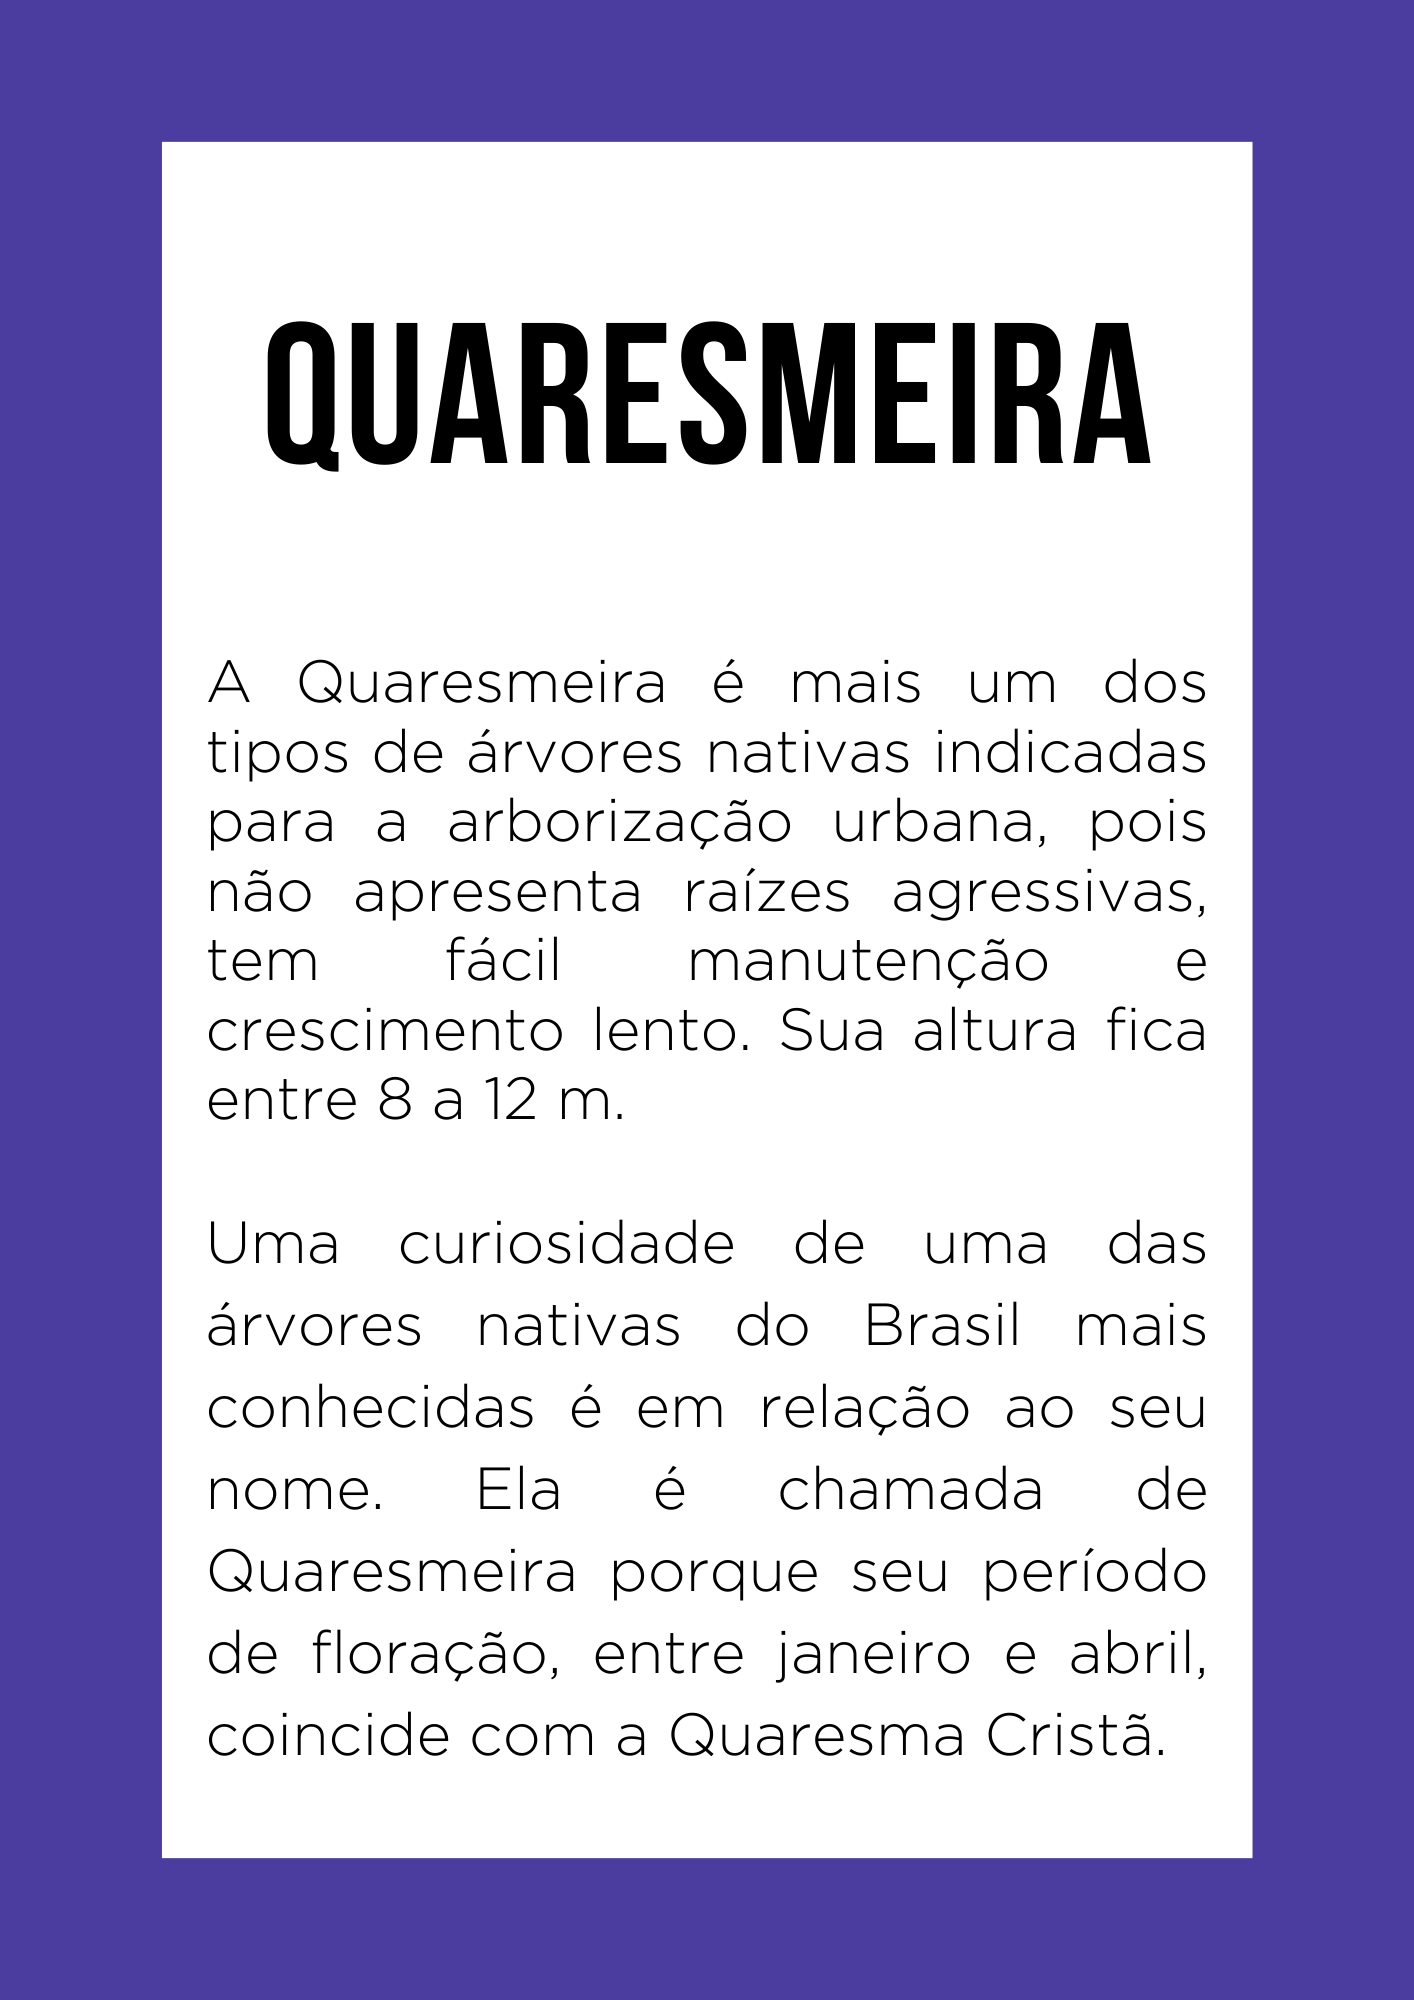 QUARESMEIRA
A Quaresmeira é mais um dos
tipos de árvores nativas indicadas
para a arborização urbana, pois
não apresenta raízes agressivas,
tem fácil manutenção e
crescimento lento. Sua altura fica
entre 8 a 12 m.
Uma curiosidade de uma das
árvores nativas do Brasil mais
conhecidas é em relação ao seu
nome. Ela é chamada de
Quaresmeira porque seu período
de floração, entre janeiro e abril,
coincide com a Quaresma Cristã.